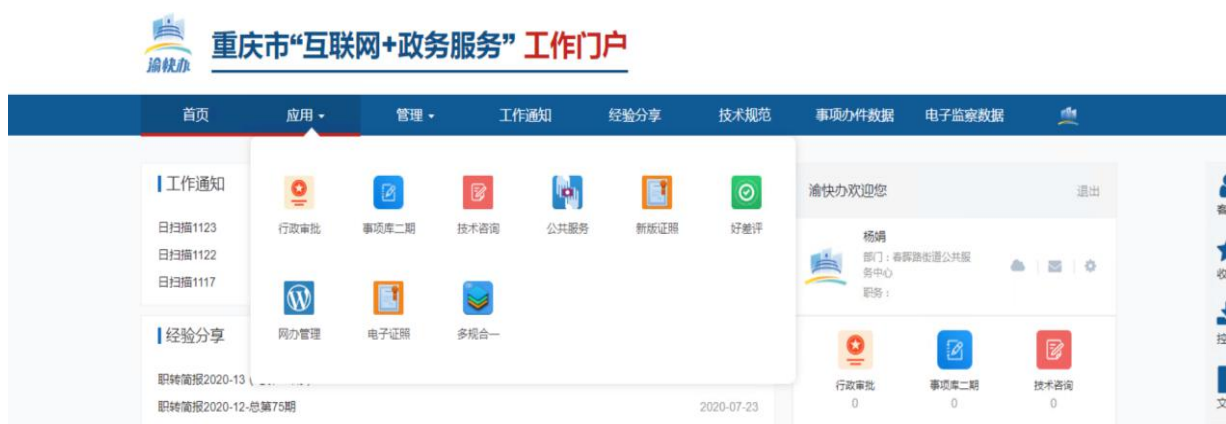 渝快办
重庆市“互联网+政务服务” 工作门户
首页 应用 管理 工作通知 经验分享 技术规范 事项办件数据 电子监察数据
工作通知
日扫描1123
日扫描1122
日扫描1117
行政审批 事项库二期 技术咨询 公共服务 新版证照 好差评
网办管理 电子证照 多规合一
经验分享
职转简报2020-13 (
职转简报2020-12-总第75期 2020-07-23
渝快办欢迎您 退出
杨娟
部门：春晖路街道公共服
务中心
职务：
行政审批 事项库二期 技术咨询
0 0 0
收
文